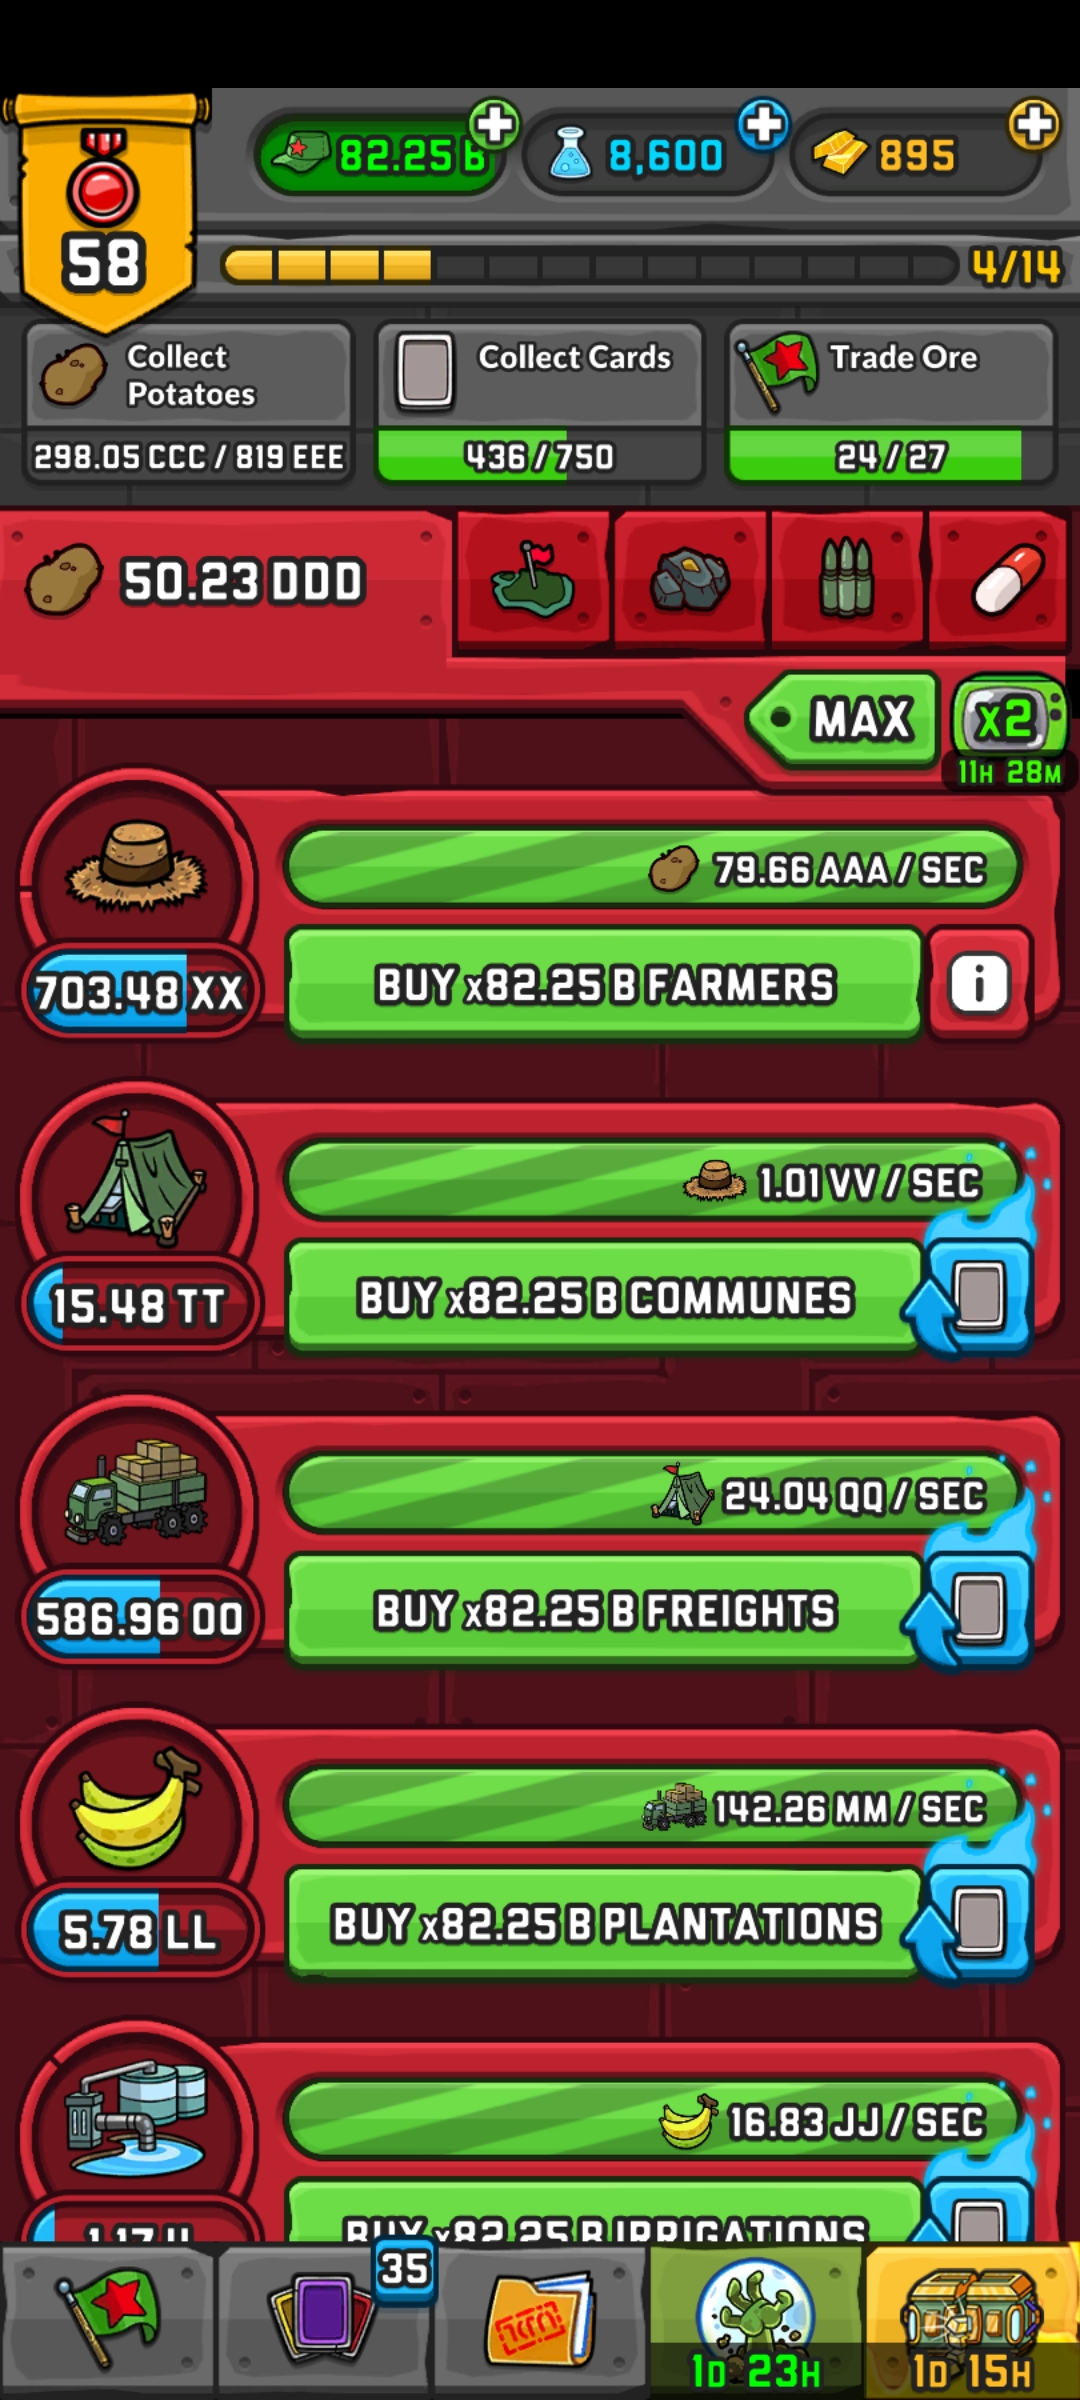 58
82.25 B
8,600
895
4/14
Collect
Potatoes
298.05 CCC / 819 EEE
Collect Cards
436 / 750
Trade Ore
24 / 27
50.23 DDD
MAX
x2
11H 28M
79.66 AAA / SEC
703.48 XX
BUY x82.25 B FARMERS
i
1.01 VV / SEC
15.48 TT
BUY x82.25 B COMMUNES
24.04 QQ / SEC
586.96 OO
BUY x82.25 B FREIGHTS
142.26 MM / SEC
5.78 LL
BUY x82.25 B PLANTATIONS
16.83 JJ / SEC
BUY x82.25 B IRRIGATIONS
35
1D 23H
1D 15H